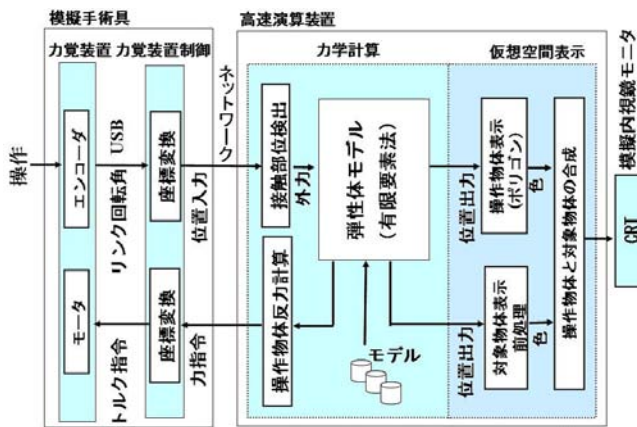 模擬手術具
高速演算装置
力覚装置
力覚装置制御
力学計算
仮想空間表示
操作
エンコーダ
リンク回転角
USB
座標変換
位置入力
ネットワーク
接触部位検出
外力
弾性体モデル
(有限要素法)
位置出力
操作物体表示
(ポリゴン)
色
操作物体と対象物体の合成
模擬内視鏡モニタ
CRT
モータ
トルク指令
座標変換
力指令
操作物体反力計算
モデル
位置出力
対象物体表示
前処理
色